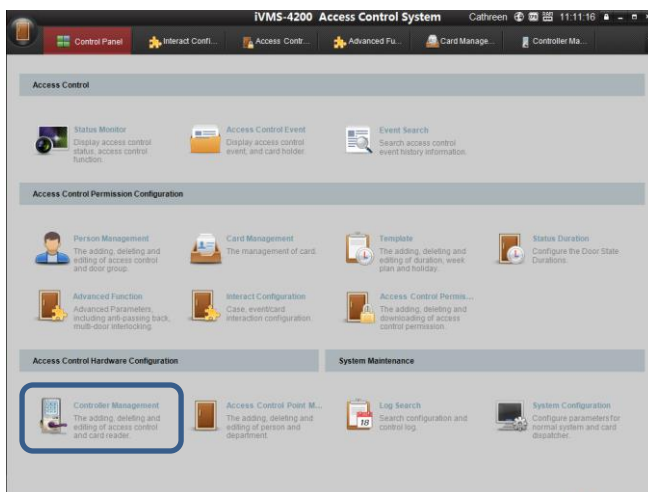 iVMS-4200 Access Control System
Cathreen
11:11:16
Control Panel
Interact Confi...
Access Contr...
Advanced Fu...
Card Manage...
Controller Ma...
Access Control
Status Monitor
Display access control
status, access control
function.
Access Control Event
Display access control
event, and card holder.
Event Search
Search access control
event history information.
Access Control Permission Configuration
Person Management
The adding, deleting and
editing of access control
and door group.
Card Management
The management of card.
Template
The adding, deleting and
editing of duration, week
plan and holiday.
Status Duration
Configure the Door State
Durations.
Advanced Function
Advanced Parameters,
including anti-passing back,
multi-door interlocking.
Interact Configuration
Case, event/card
interaction configuration.
Access Control Permis...
The adding, deleting and
downloading of access
control permission.
Access Control Hardware Configuration
System Maintenance
Controller Management
The adding, deleting and
editing of access control
and card reader.
Access Control Point M...
The adding, deleting and
editing of person and
department.
18
Log Search
Search configuration and
control log.
System Configuration
Configure parameters for
normal system and card
dispatcher.